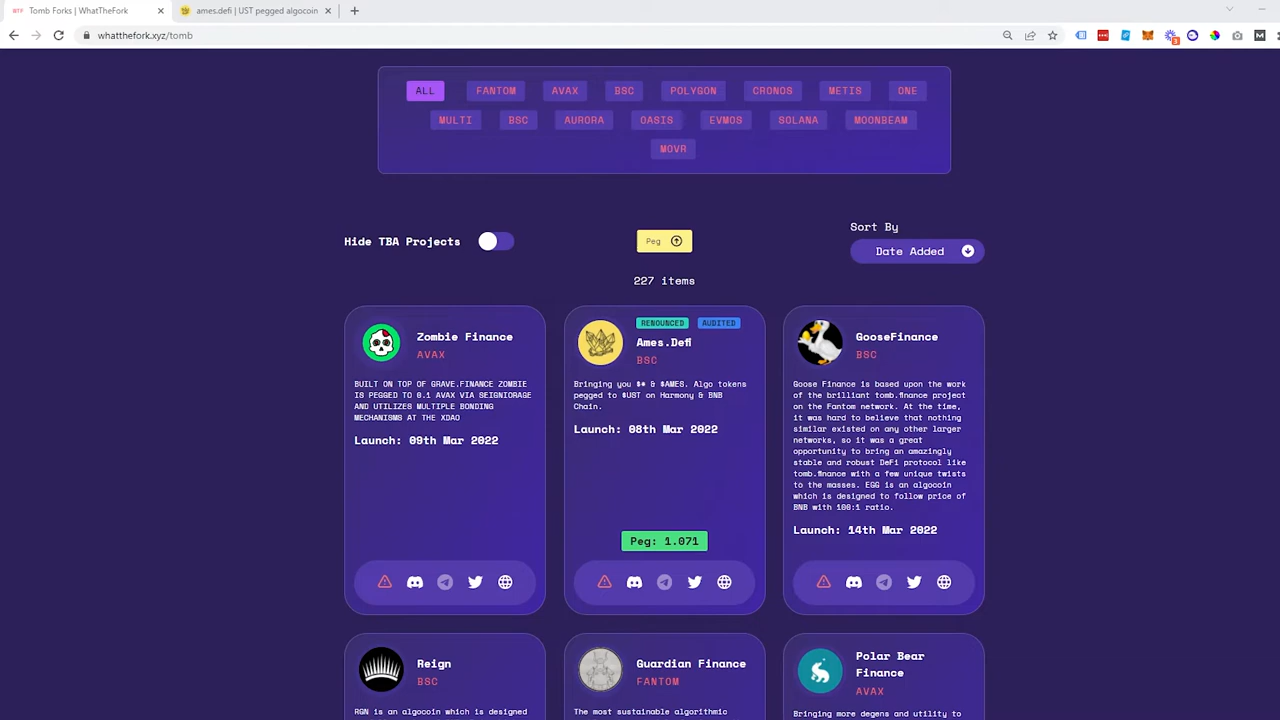 Tomb Forks | WhatTheFork
ames.defi | UST pegged algocoin
whatthefork.xyz/tomb
ALL FANTOM AVAX BSC POLYGON CRONOS METIS ONE
MULTI BSC AURORA OASIS EVMOS SOLANA MOONBEAM
MOVR
Hide TBA Projects
Peg
Sort By
Date Added
227 items
Zombie Finance
AVAX
BUILT ON TOP OF GRAVE.FINANCE ZOMBIE
IS PEGGED TO 0.1 AVAX VIA SEIGNIORAGE
AND UTILIZES MULTIPLE BONDING
MECHANISMS AT THE XDAO
Launch: 09th Mar 2022
RENOUNCED AUDITED
Ames.Defi
BSC
Bringing you $* & $AMES. Algo tokens
pegged to $UST on Harmony & BNB
Chain.
Launch: 08th Mar 2022
Peg: 1.071
GooseFinance
BSC
Goose Finance is based upon the work
of the brilliant tomb.finance project
on the Fantom network. At the time,
it was hard to believe that nothing
similar existed on any other larger
networks, so it was a great
opportunity to bring an amazingly
stable and robust DeFi protocol like
tomb.finance with a few unique twists
to the masses. EGG is an algocoin
which is designed to follow price of
BNB with 100:1 ratio.
Launch: 14th Mar 2022
Reign
BSC
RGN is an algocoin which is designed
Guardian Finance
FANTOM
The most sustainable algorithmic
Polar Bear
Finance
AVAX
Bringing more degens and utility to